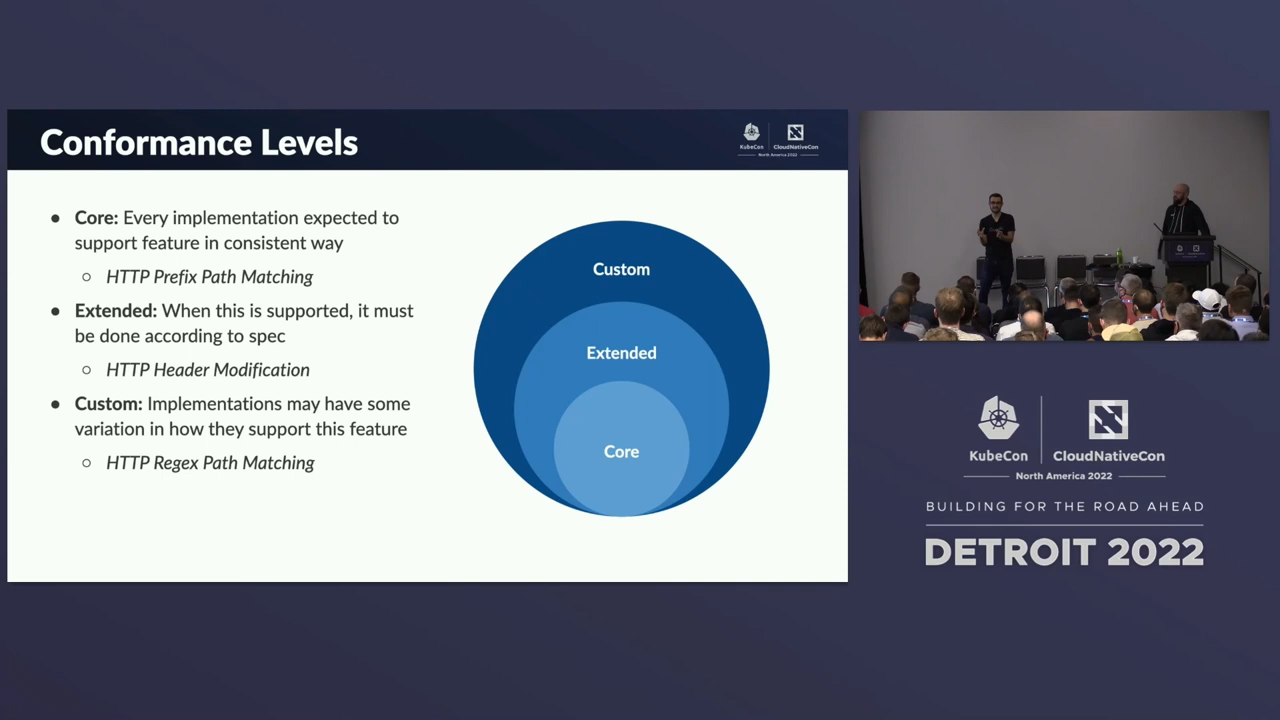 Conformance Levels
KubeCon
CloudNativeCon
North America 2022
● Core: Every implementation expected to
support feature in consistent way
○ HTTP Prefix Path Matching
● Extended: When this is supported, it must
be done according to spec
○ HTTP Header Modification
● Custom: Implementations may have some
variation in how they support this feature
○ HTTP Regex Path Matching
Custom
Extended
Core
KubeCon
CloudNativeCon
North America 2022
BUILDING FOR THE ROAD AHEAD
DETROIT 2022